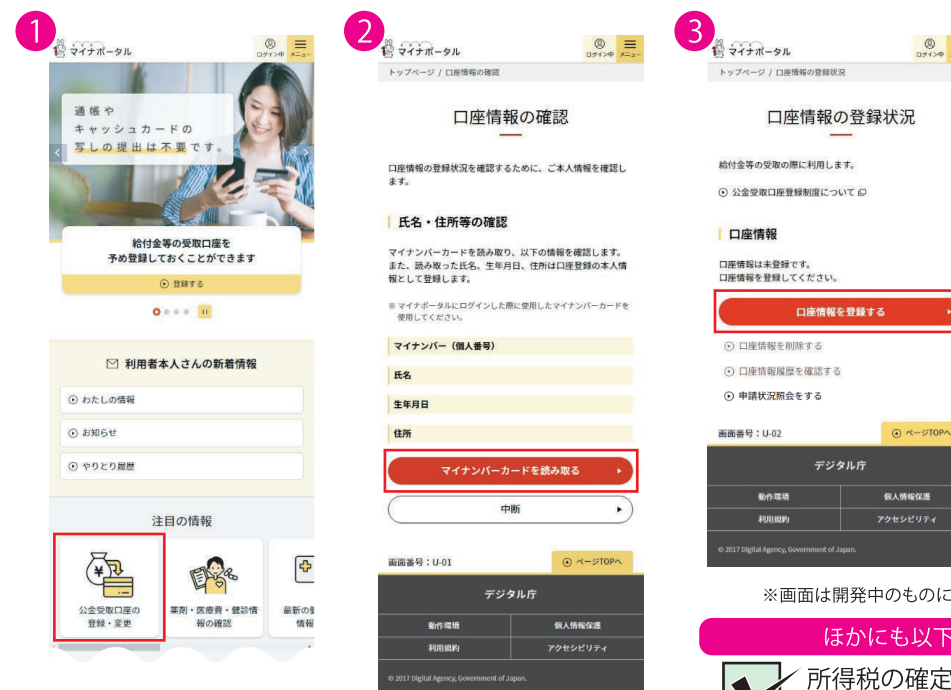 1
マイナポータル
ログイン中
メニュー
通帳や
キャッシュカードの
写しの提出は不要です。
給付金等の受取口座を
予め登録しておくことができます
登録する
利用者本人さんの新着情報
わたしの情報
お知らせ
やりとり履歴
注目の情報
公金受取口座の
登録・変更
薬剤・医療費・健診情
報の確認
最新の
情報
2
マイナポータル
ログイン中
メニュー
トップページ / 口座情報の確認
口座情報の確認
口座情報の登録状況を確認するために、ご本人情報を確認し
ます。
氏名・住所等の確認
マイナンバーカードを読み取り、以下の情報を確認します。
また、読み取った氏名、生年月日、住所は口座登録の本人情
報として登録します。
※ マイナポータルにログインした際に使用したマイナンバーカードを
使用してください。
マイナンバー（個人番号）
氏名
生年月日
住所
マイナンバーカードを読み取る
中断
画面番号：U-01
ページTOPへ
デジタル庁
動作環境
個人情報保護
利用規約
アクセシビリティ
© 2017 Digital Agency, Government of Japan.
3
マイナポータル
ログイン中
トップページ / 口座情報の登録状況
口座情報の登録状況
給付金等の受取の際に利用します。
公金受取口座登録制度について
口座情報
口座情報は未登録です。
口座情報を登録してください。
口座情報を登録する
口座情報を削除する
口座情報履歴を確認する
申請状況照会をする
画面番号：U-02
ページTOPへ
デジタル庁
動作環境
個人情報保護
利用規約
アクセシビリティ
© 2017 Digital Agency, Government of Japan.
※画面は開発中のものに
ほかにも以下
所得税の確定